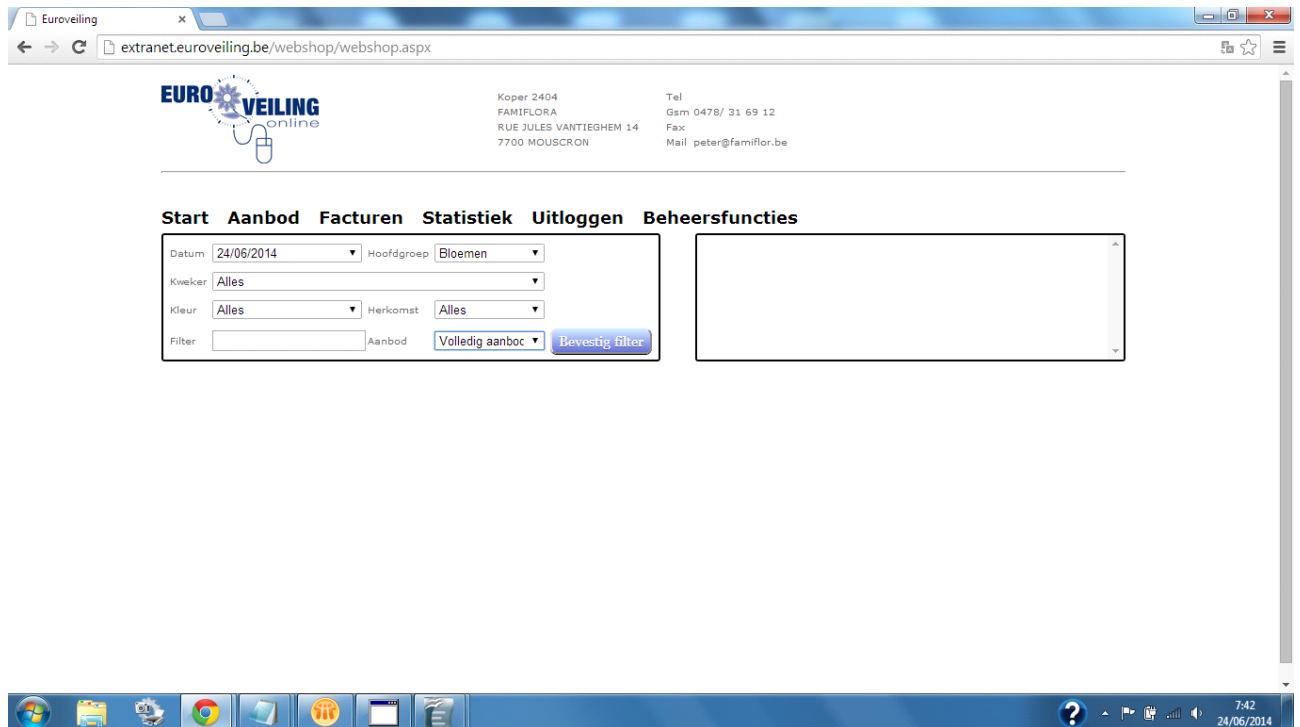 Euroveiling
extranet.euroveiling.be/webshop/webshop.aspx
EURO VEILING
online
Koper 2404
FAMIFLORA
RUE JULES VANTIEGHEM 14
7700 MOUSCRON
Tel
Gsm 0478/ 31 69 12
Fax
Mail peter@famiflor.be
Start Aanbod Facturen Statistiek Uitloggen Beheersfuncties
Datum 24/06/2014 Hoofdgroep Bloemen
Kweker Alles
Kleur Alles Herkomst Alles
Filter Aanbod Volledig aanboc Bevestig filter
7:42
24/06/2014